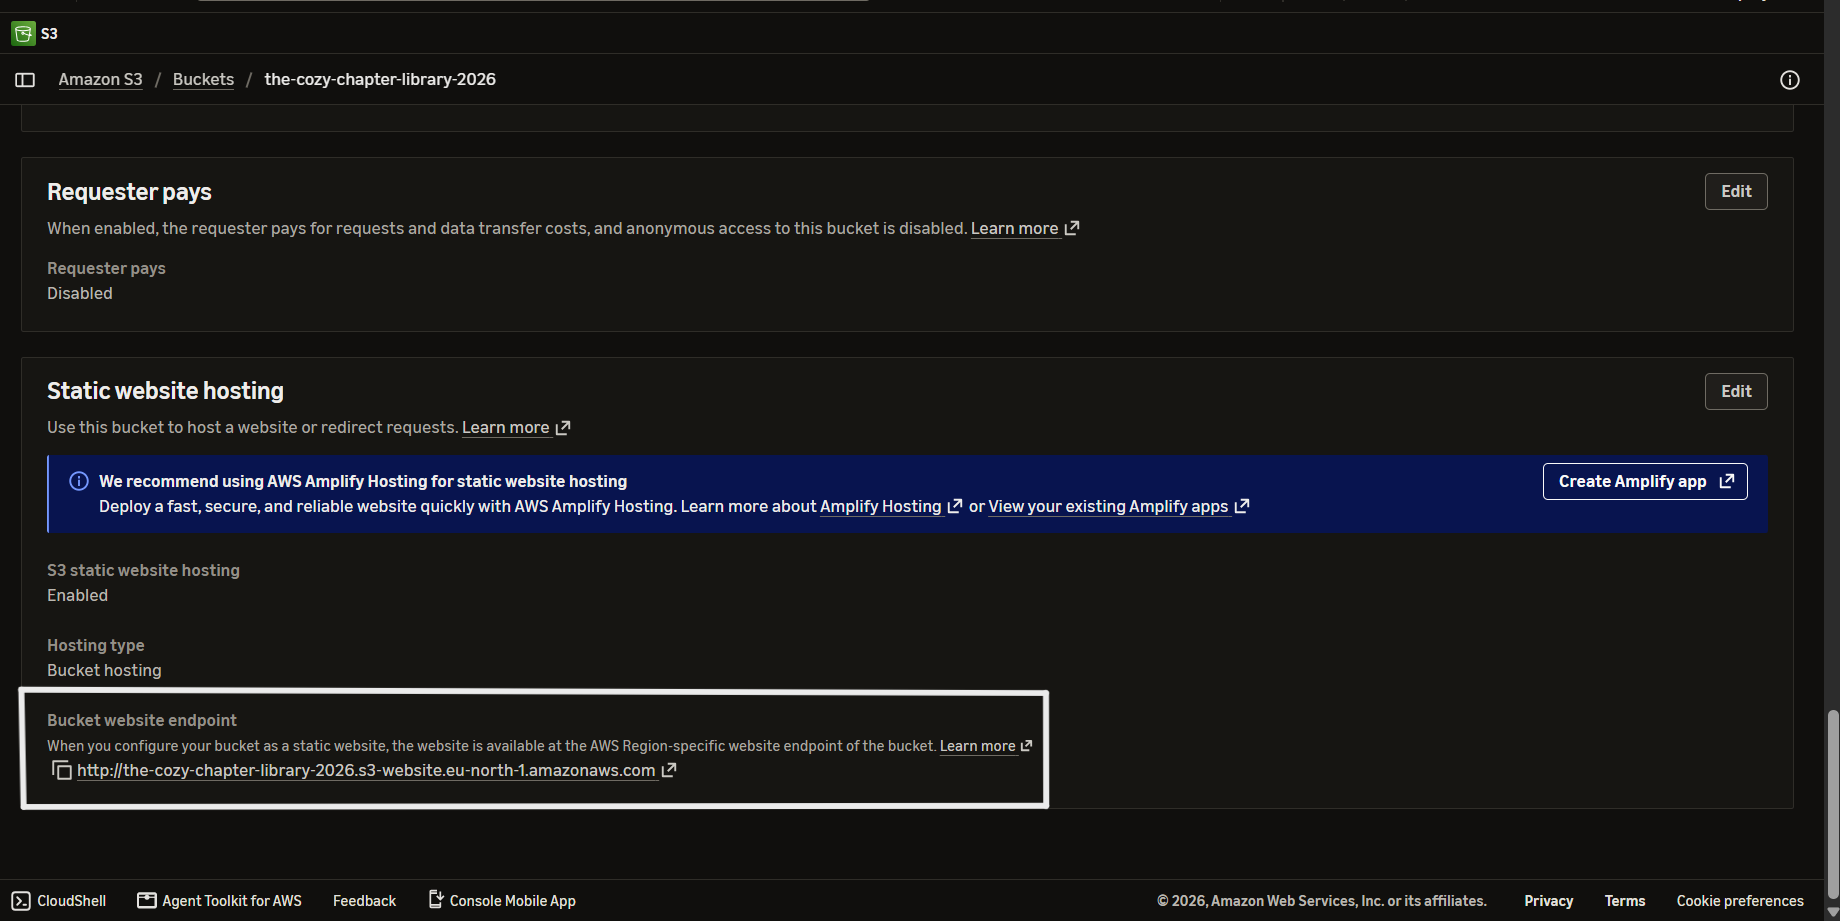 S3
Amazon S3 / Buckets / the-cozy-chapter-library-2026
Requester pays
Edit
When enabled, the requester pays for requests and data transfer costs, and anonymous access to this bucket is disabled. Learn more
Requester pays
Disabled
Static website hosting
Edit
Use this bucket to host a website or redirect requests. Learn more
We recommend using AWS Amplify Hosting for static website hosting
Create Amplify app
Deploy a fast, secure, and reliable website quickly with AWS Amplify Hosting. Learn more about Amplify Hosting or View your existing Amplify apps
S3 static website hosting
Enabled
Hosting type
Bucket hosting
Bucket website endpoint
When you configure your bucket as a static website, the website is available at the AWS Region-specific website endpoint of the bucket. Learn more
http://the-cozy-chapter-library-2026.s3-website.eu-north-1.amazonaws.com
CloudShell Agent Toolkit for AWS Feedback Console Mobile App © 2026, Amazon Web Services, Inc. or its affiliates. Privacy Terms Cookie preferences